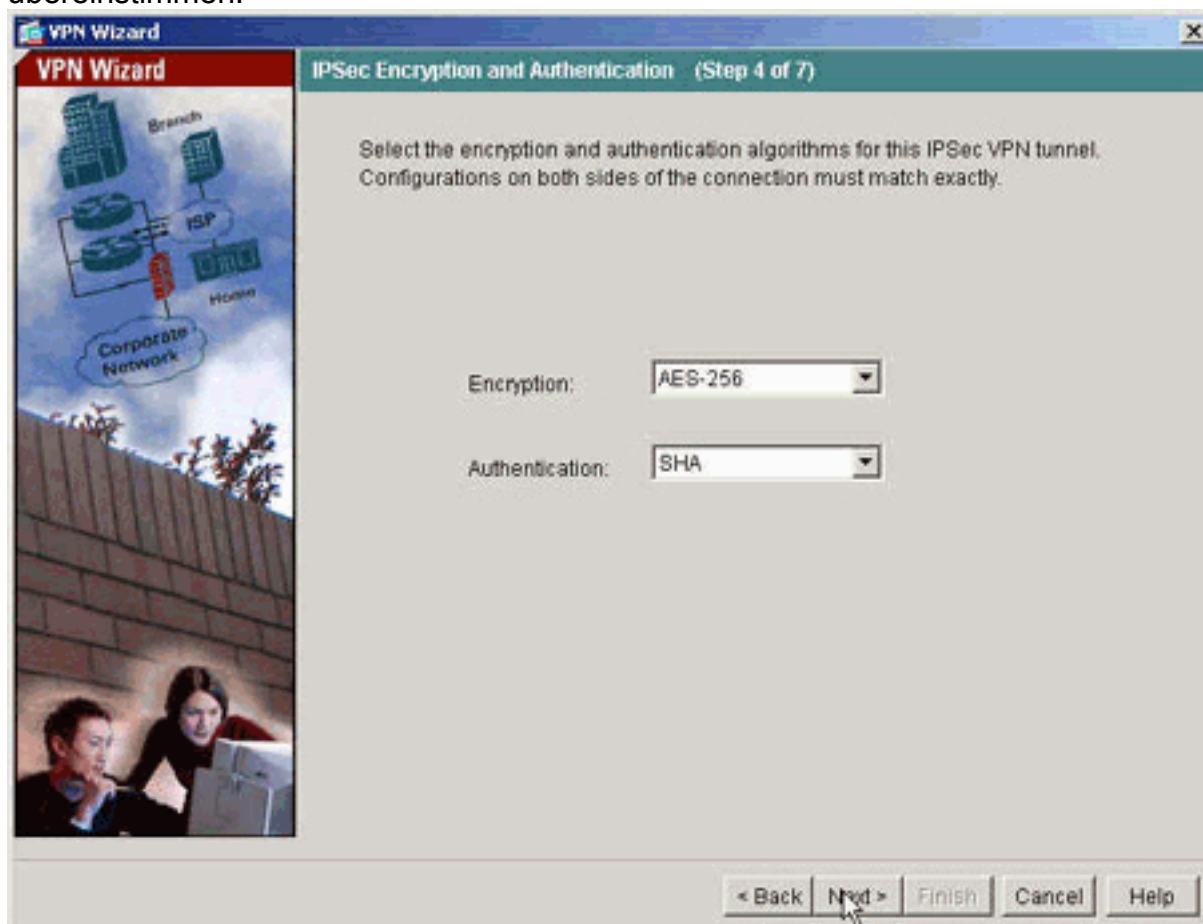 übereinstimmen.
VPN Wizard
VPN Wizard
IPSec Encryption and Authentication (Step 4 of 7)
Branch
ISP
Home
Corporate
Network
Select the encryption and authentication algorithms for this IPSec VPN tunnel.
Configurations on both sides of the connection must match exactly.
Encryption: AES-256
Authentication: SHA
< Back Next > Finish Cancel Help